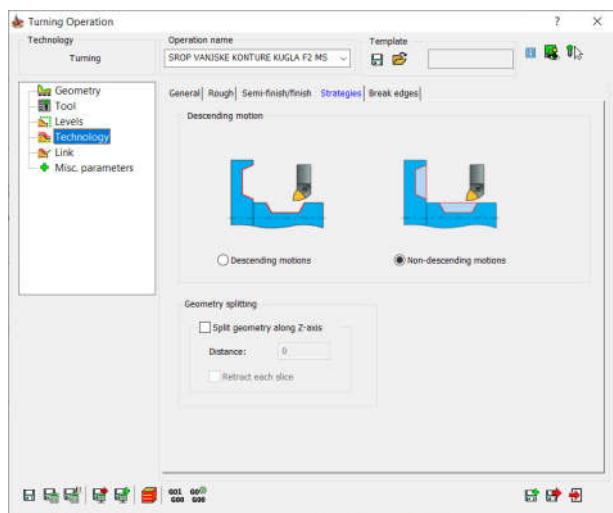 Turning Operation
?
Technology
Turning
Operation name
SROP VANJSKE KONTURE KUGLA F2 MS
Template
Geometry
Tool
Levels
Technology
Link
Misc. parameters
General
Rough
Semi-finish/finish
Strategies
Break edges
Descending motion
Descending motions
Non-descending motions
Geometry splitting
Split geometry along Z-axis
Distance:
0
Retract each slice
G01 G00
G00 G00